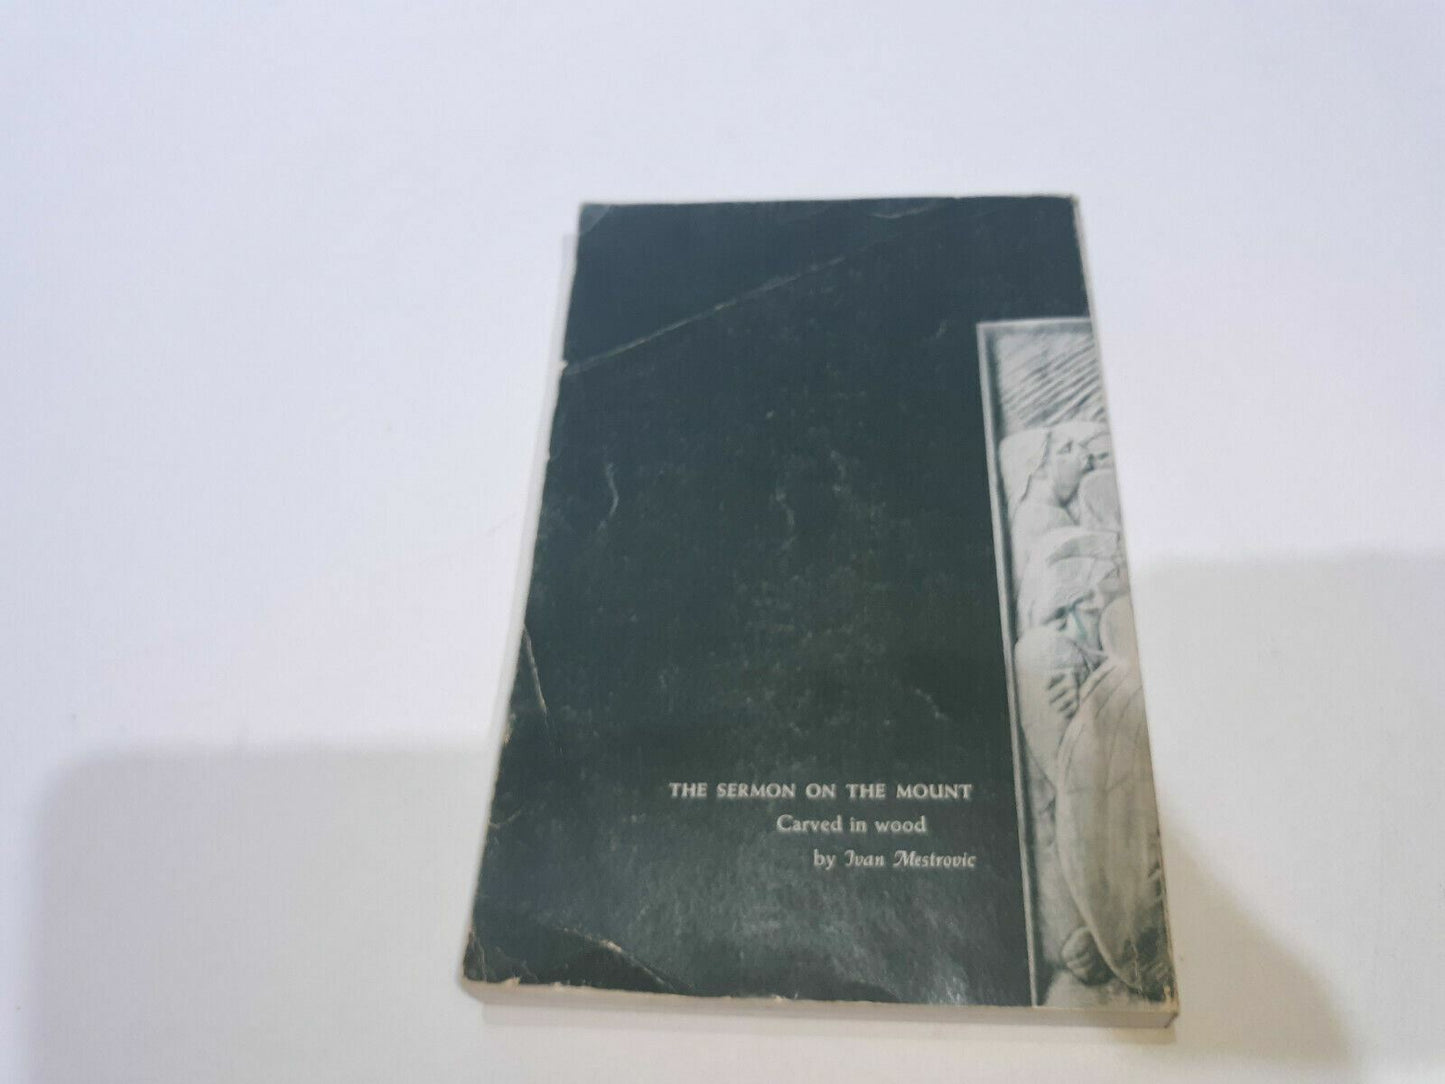 THE SERMON ON THE MOUNT
Carved in wood
by Ivan Mestrovic